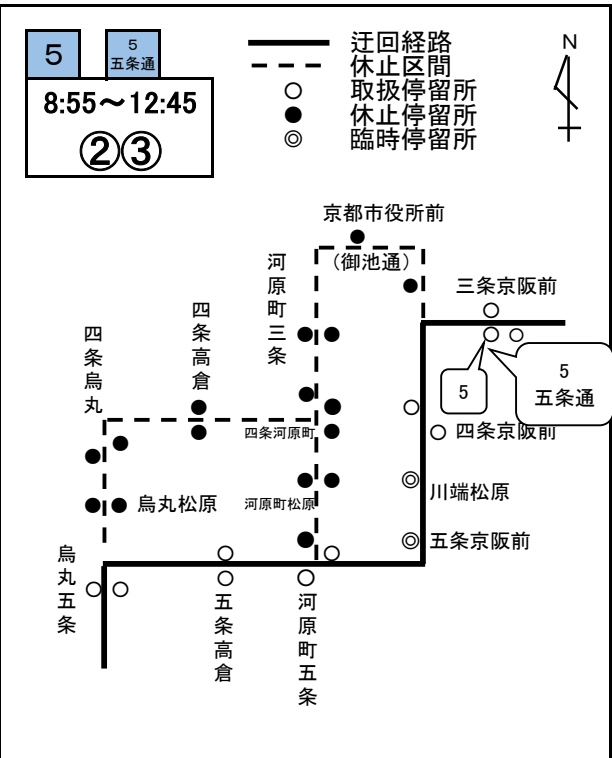 5
5
五条通
8:55～12:45
②③
迂回経路
休止区間
取扱停留所
休止停留所
臨時停留所
N
京都市役所前
(御池通)
河原町三条
三条京阪前
四条高倉
四条烏丸
5
5
五条通
四条河原町
四条京阪前
烏丸松原
河原町松原
川端松原
五条京阪前
烏丸五条
五条高倉
河原町五条